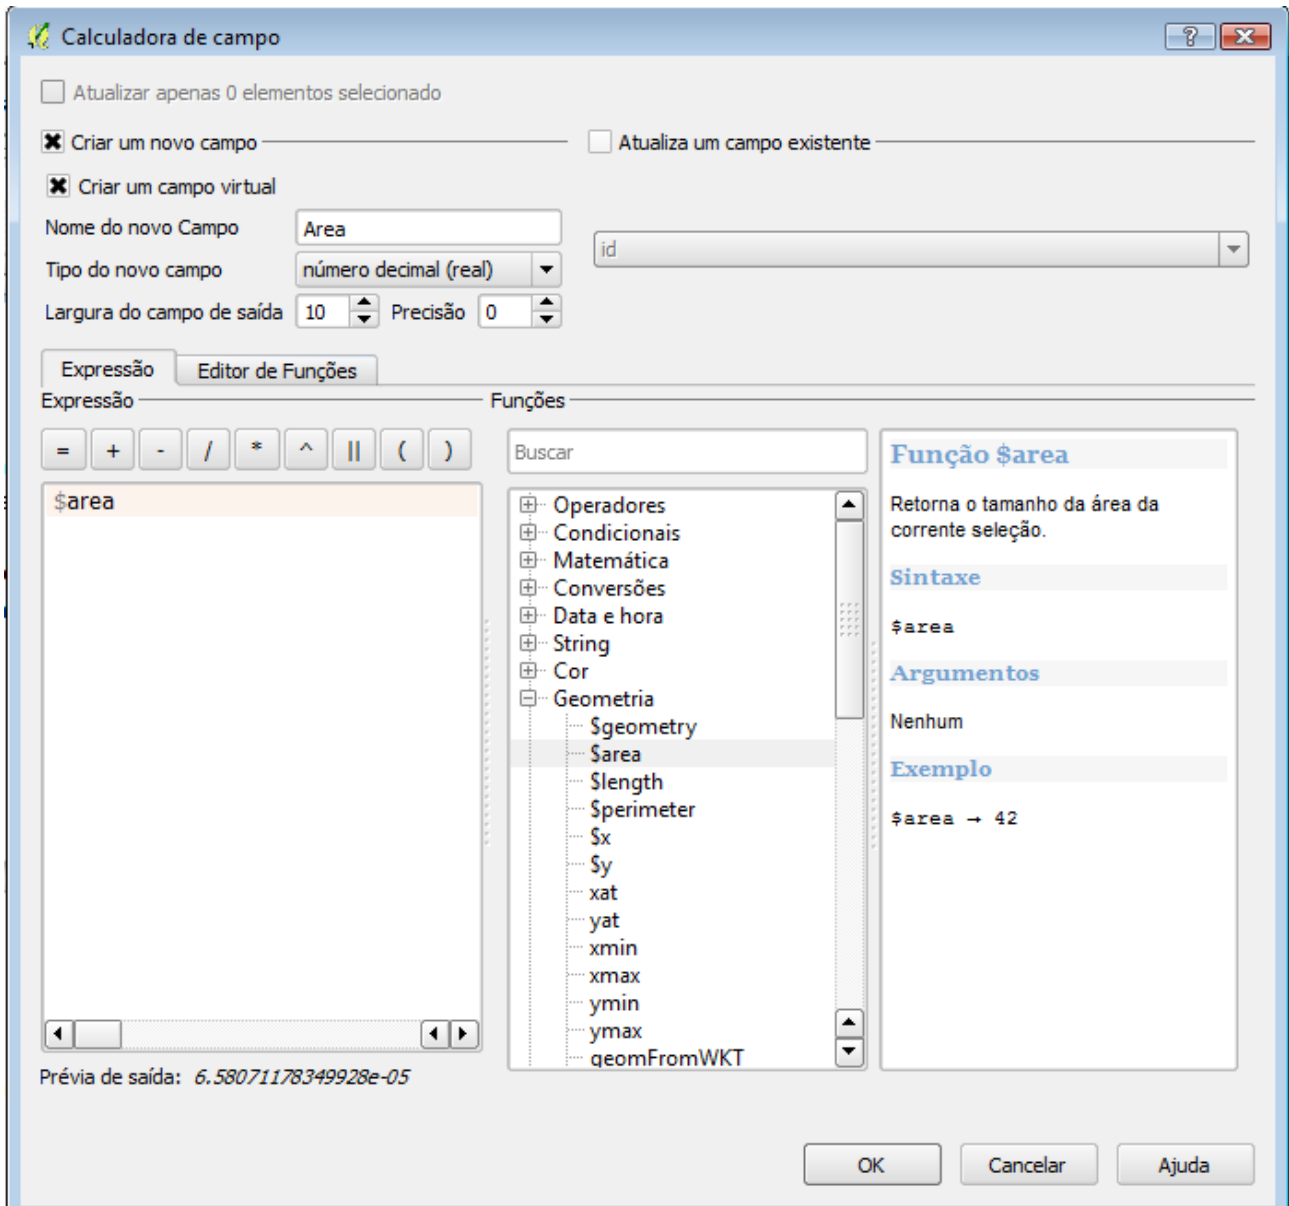 Calculadora de campo
Atualizar apenas 0 elementos selecionado
Criar um novo campo
Atualiza um campo existente
Criar um campo virtual
Nome do novo Campo Area
id
Tipo do novo campo número decimal (real)
Largura do campo de saída 10 Precisão 0
Expressão Editor de Funções
Expressão
= + - / * ^ || ( )
$area
Prévia de saída: 6.58071178349928e-05
Funções
Buscar
Operadores
Condicionais
Matemática
Conversões
Data e hora
String
Cor
Geometria
$geometry
$area
$length
$perimeter
$x
$y
xat
yat
xmin
xmax
ymin
ymax
geomFromWKT
Função $area
Retorna o tamanho da área da
corrente seleção.
Sintaxe
$area
Argumentos
Nenhum
Exemplo
$area → 42
OK Cancelar Ajuda